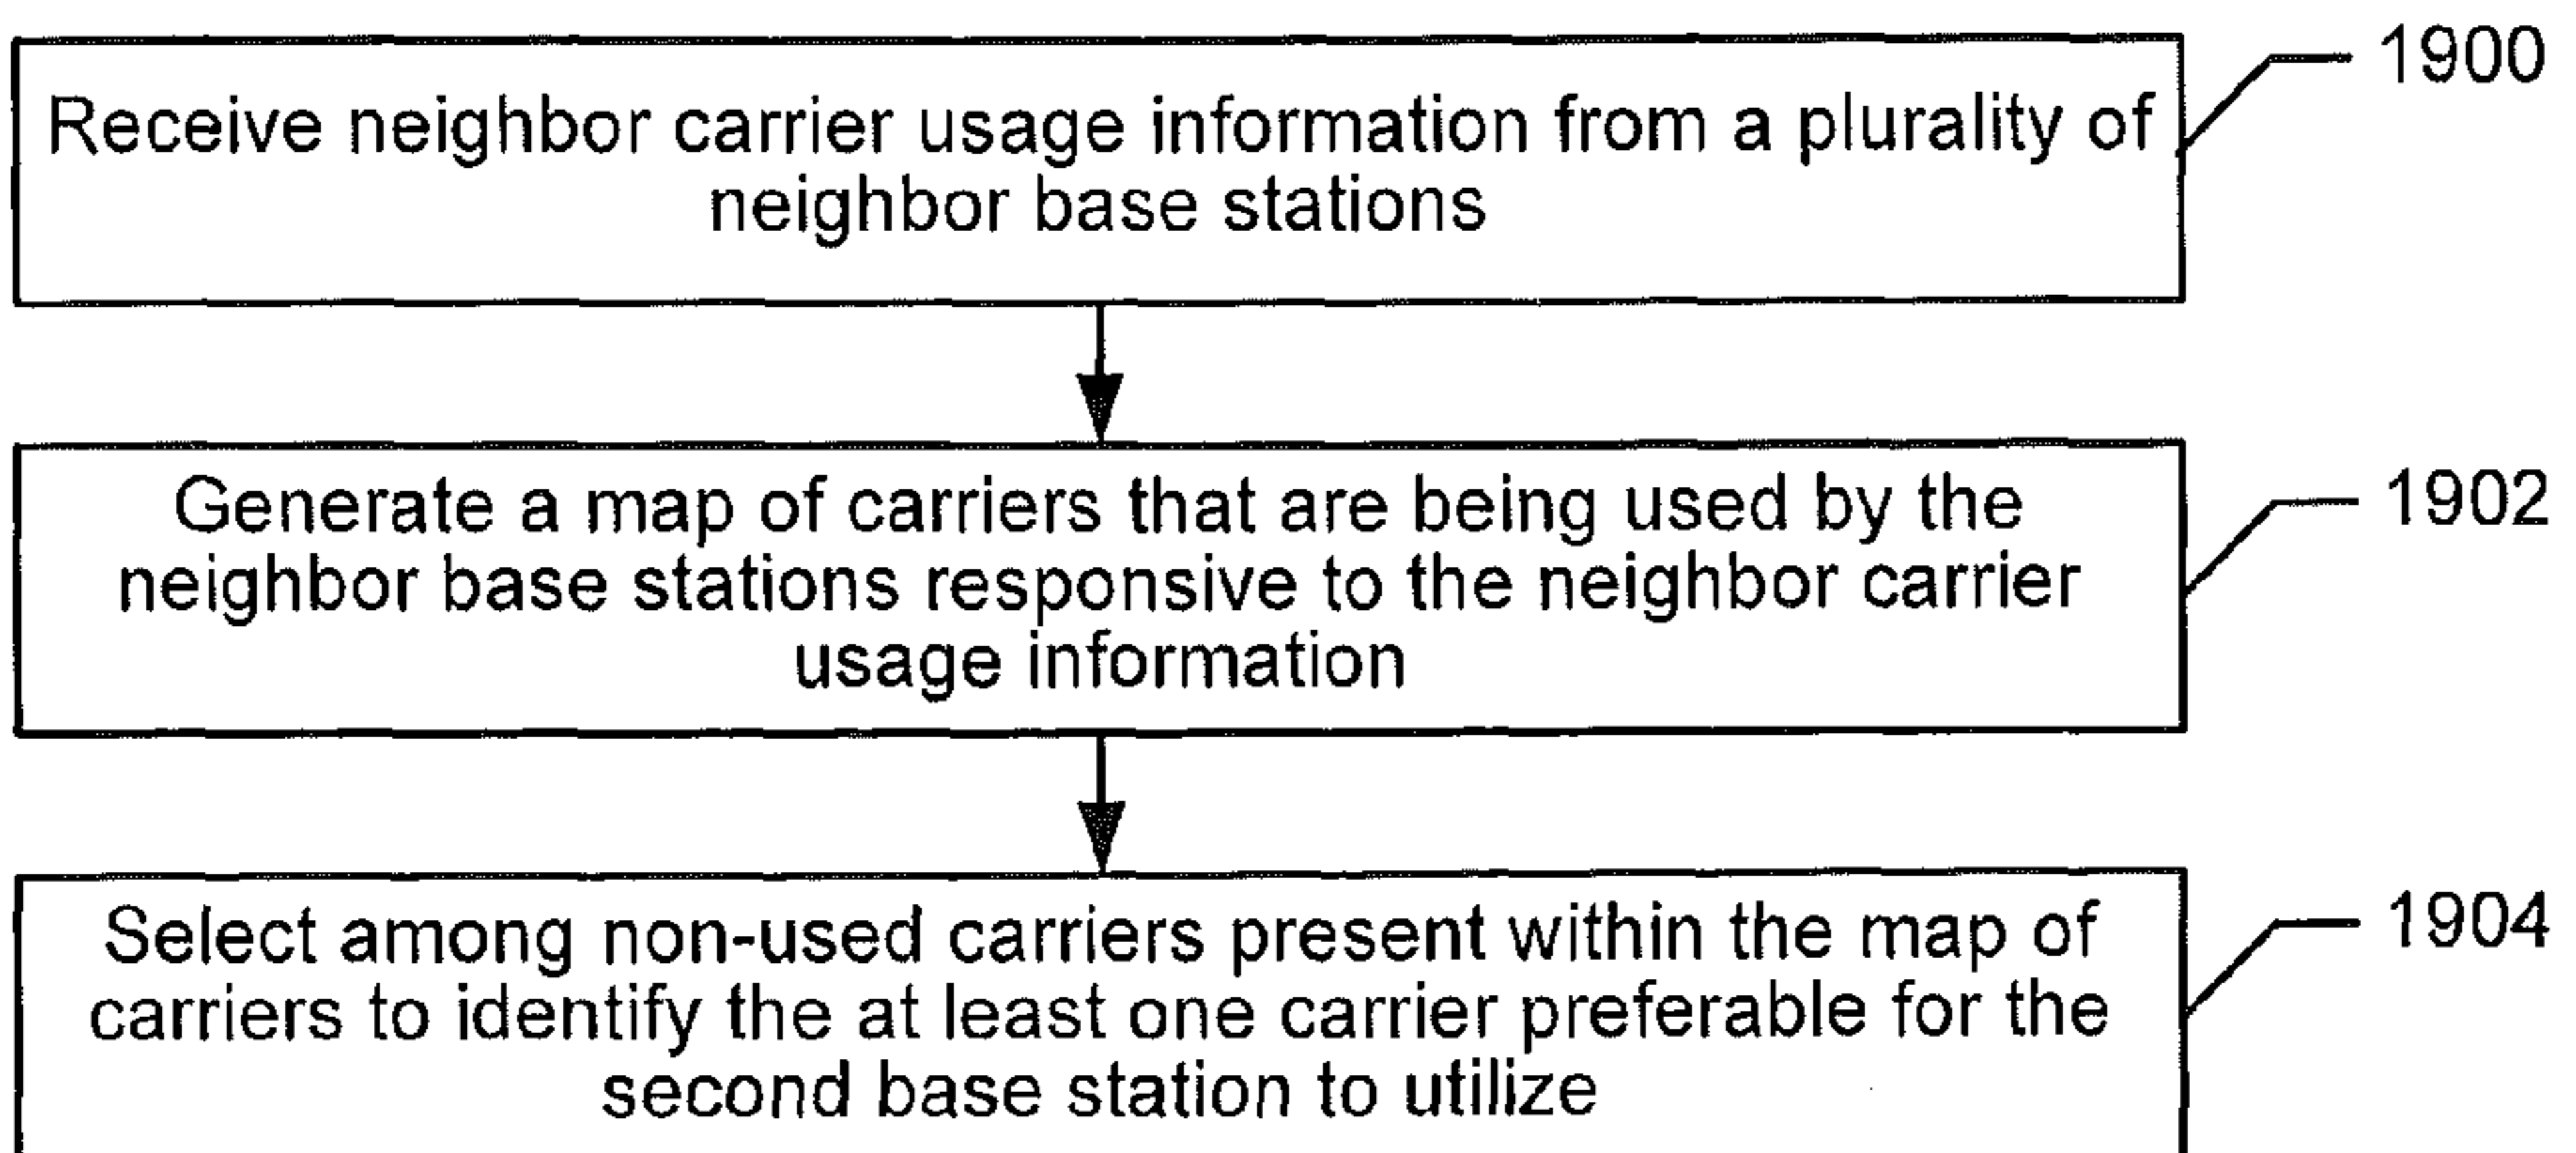 Receive neighbor carrier usage information from a plurality of
neighbor base stations
1900
Generate a map of carriers that are being used by the
neighbor base stations responsive to the neighbor carrier
usage information
1902
Select among non-used carriers present within the map of
carriers to identify the at least one carrier preferable for the
second base station to utilize
1904